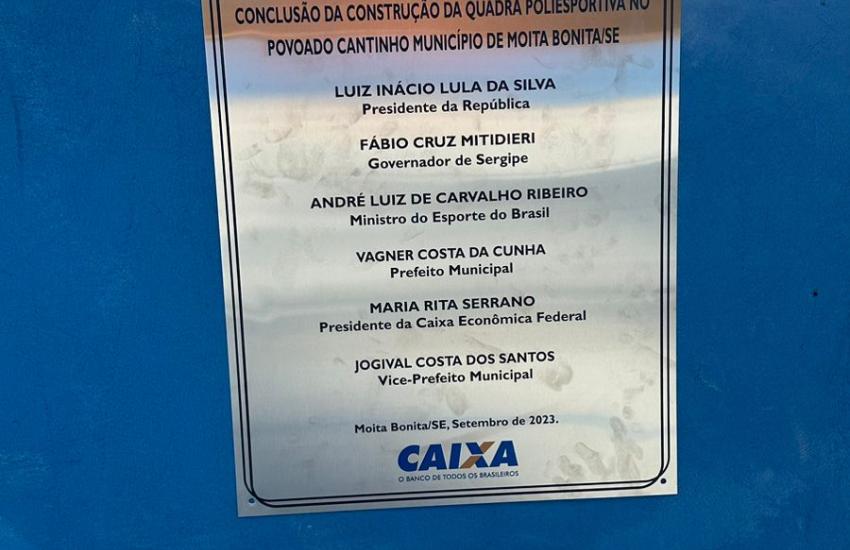 CONCLUSÃO DA CONSTRUÇÃO DA QUADRA POLIESPORTIVA NO
POVOADO CANTINHO MUNICÍPIO DE MOITA BONITA/SE
LUIZ INÁCIO LULA DA SILVA
Presidente da República
FÁBIO CRUZ MITIDIERI
Governador de Sergipe
ANDRÉ LUIZ DE CARVALHO RIBEIRO
Ministro do Esporte do Brasil
VAGNER COSTA DA CUNHA
Prefeito Municipal
MARIA RITA SERRANO
Presidente da Caixa Econômica Federal
JOGIVAL COSTA DOS SANTOS
Vice-Prefeito Municipal
Moita Bonita/SE, Setembro de 2023.
CAIXA
O BANCO DE TODOS OS BRASILEIROS